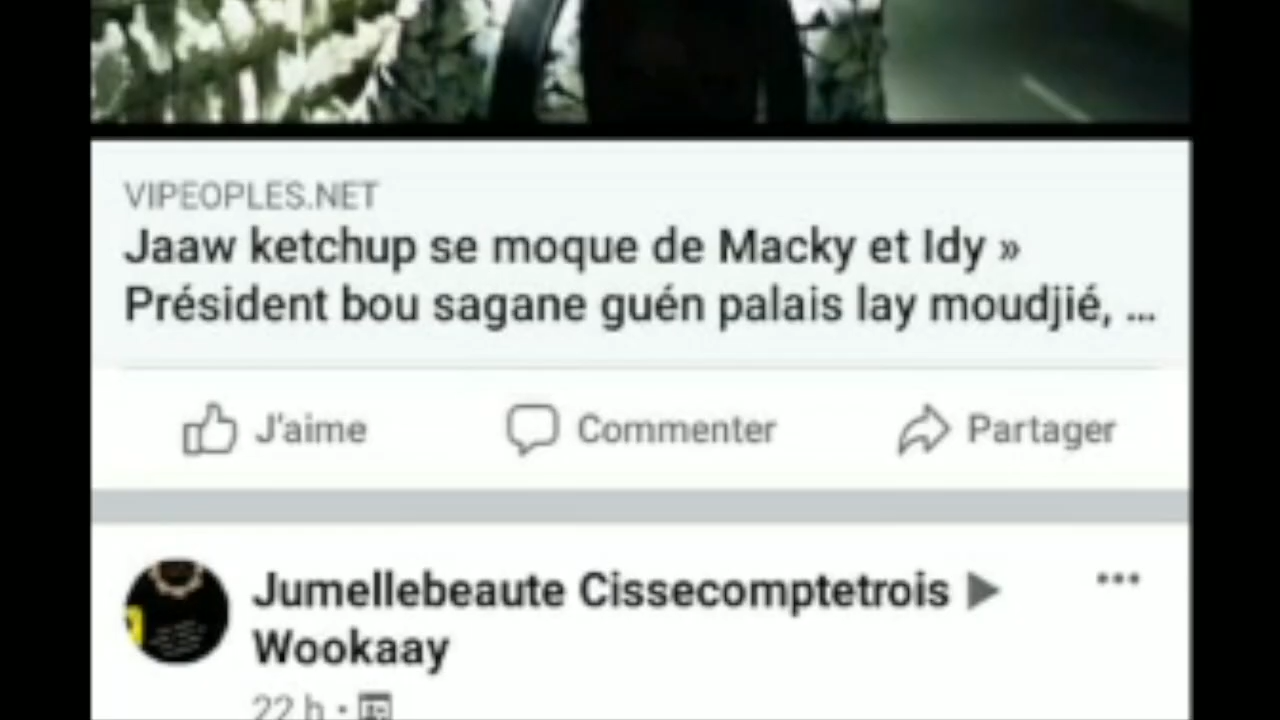 VIPEOPLES.NET
Jaaw ketchup se moque de Macky et Idy »
Président bou sagane guén palais lay moudjié, ...
J'aime
Commenter
Partager
Jumellebeaute Cissecomptetrois ▶
Wookaay
22 h ·